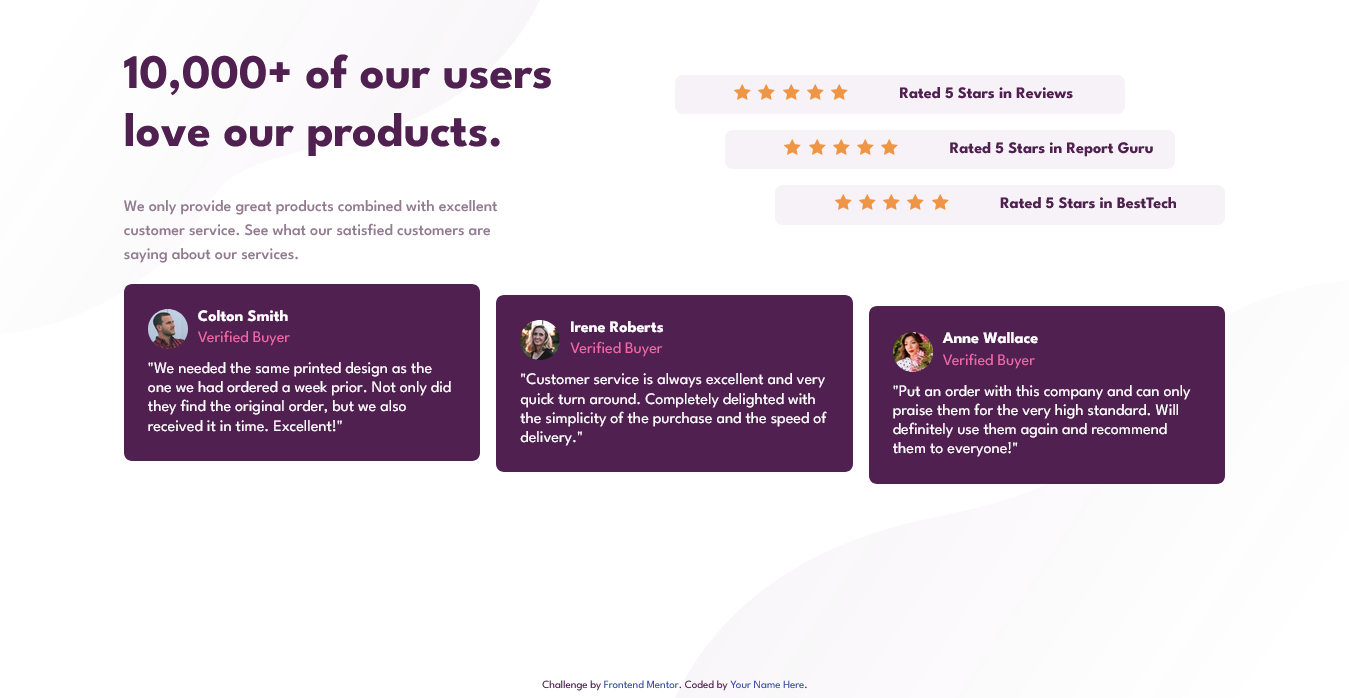 10,000+ of our users
love our products.
We only provide great products combined with excellent
customer service. See what our satisfied customers are
saying about our services.
Rated 5 Stars in Reviews
Rated 5 Stars in Report Guru
Rated 5 Stars in BestTech
Colton Smith
Verified Buyer
"We needed the same printed design as the
one we had ordered a week prior. Not only did
they find the original order, but we also
received it in time. Excellent!"
Irene Roberts
Verified Buyer
"Customer service is always excellent and very
quick turn around. Completely delighted with
the simplicity of the purchase and the speed of
delivery."
Anne Wallace
Verified Buyer
"Put an order with this company and can only
praise them for the very high standard. Will
definitely use them again and recommend
them to everyone!"
Challenge by Frontend Mentor. Coded by Your Name Here.